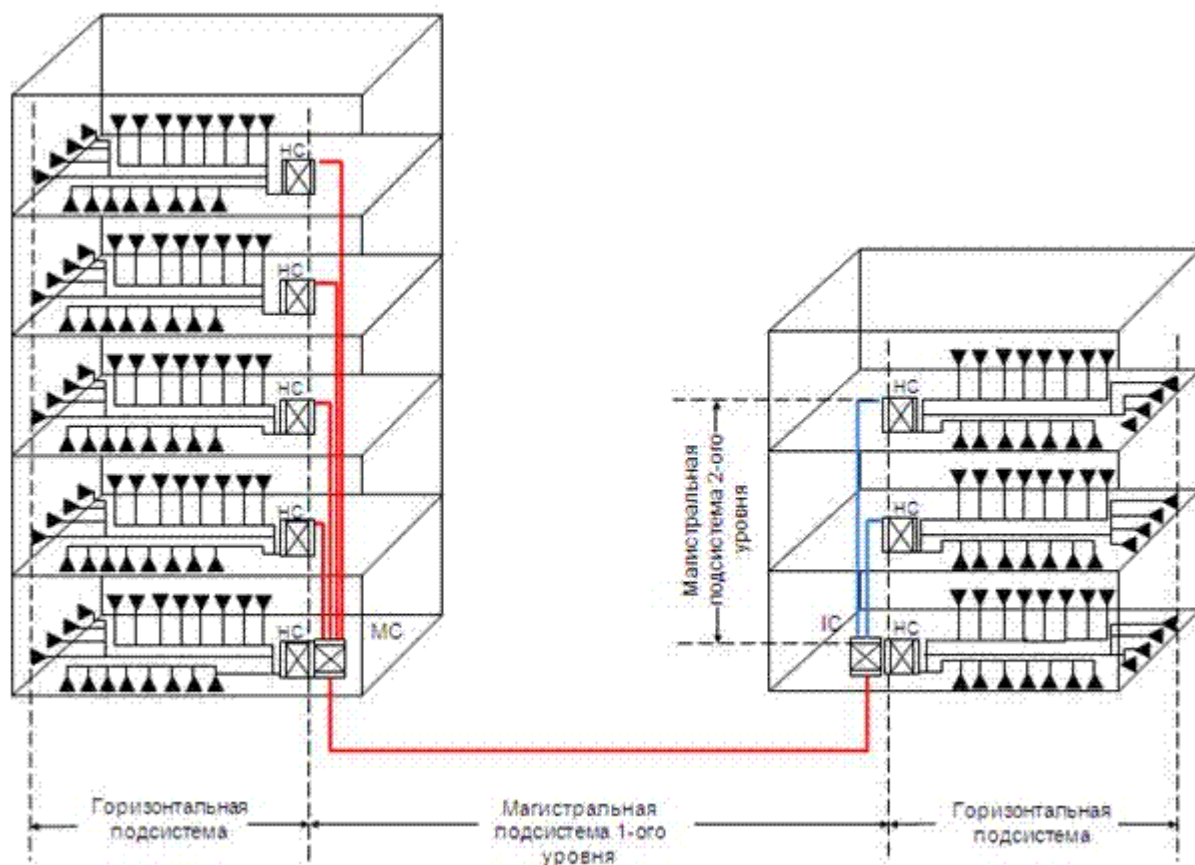 HC
HC
HC
HC
HC
MC
HC
HC
IC
HC
Магистральная
подсистема 2-ого
уровня
Горизонтальная
подсистема
Магистральная
подсистема 1-ого
уровня
Горизонтальная
подсистема